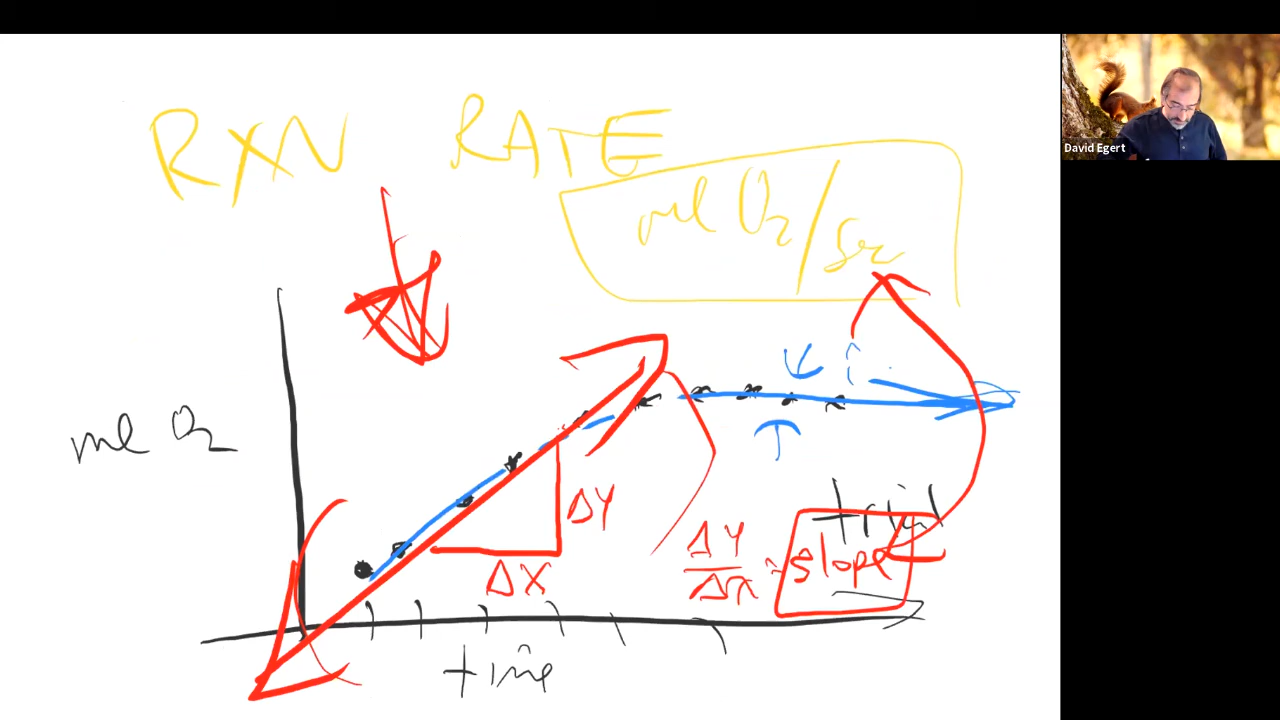 RXN RATE
David Egert
ml O2/sec
ml O2
ΔY
trial
ΔY/Δx = slope
ΔX
time